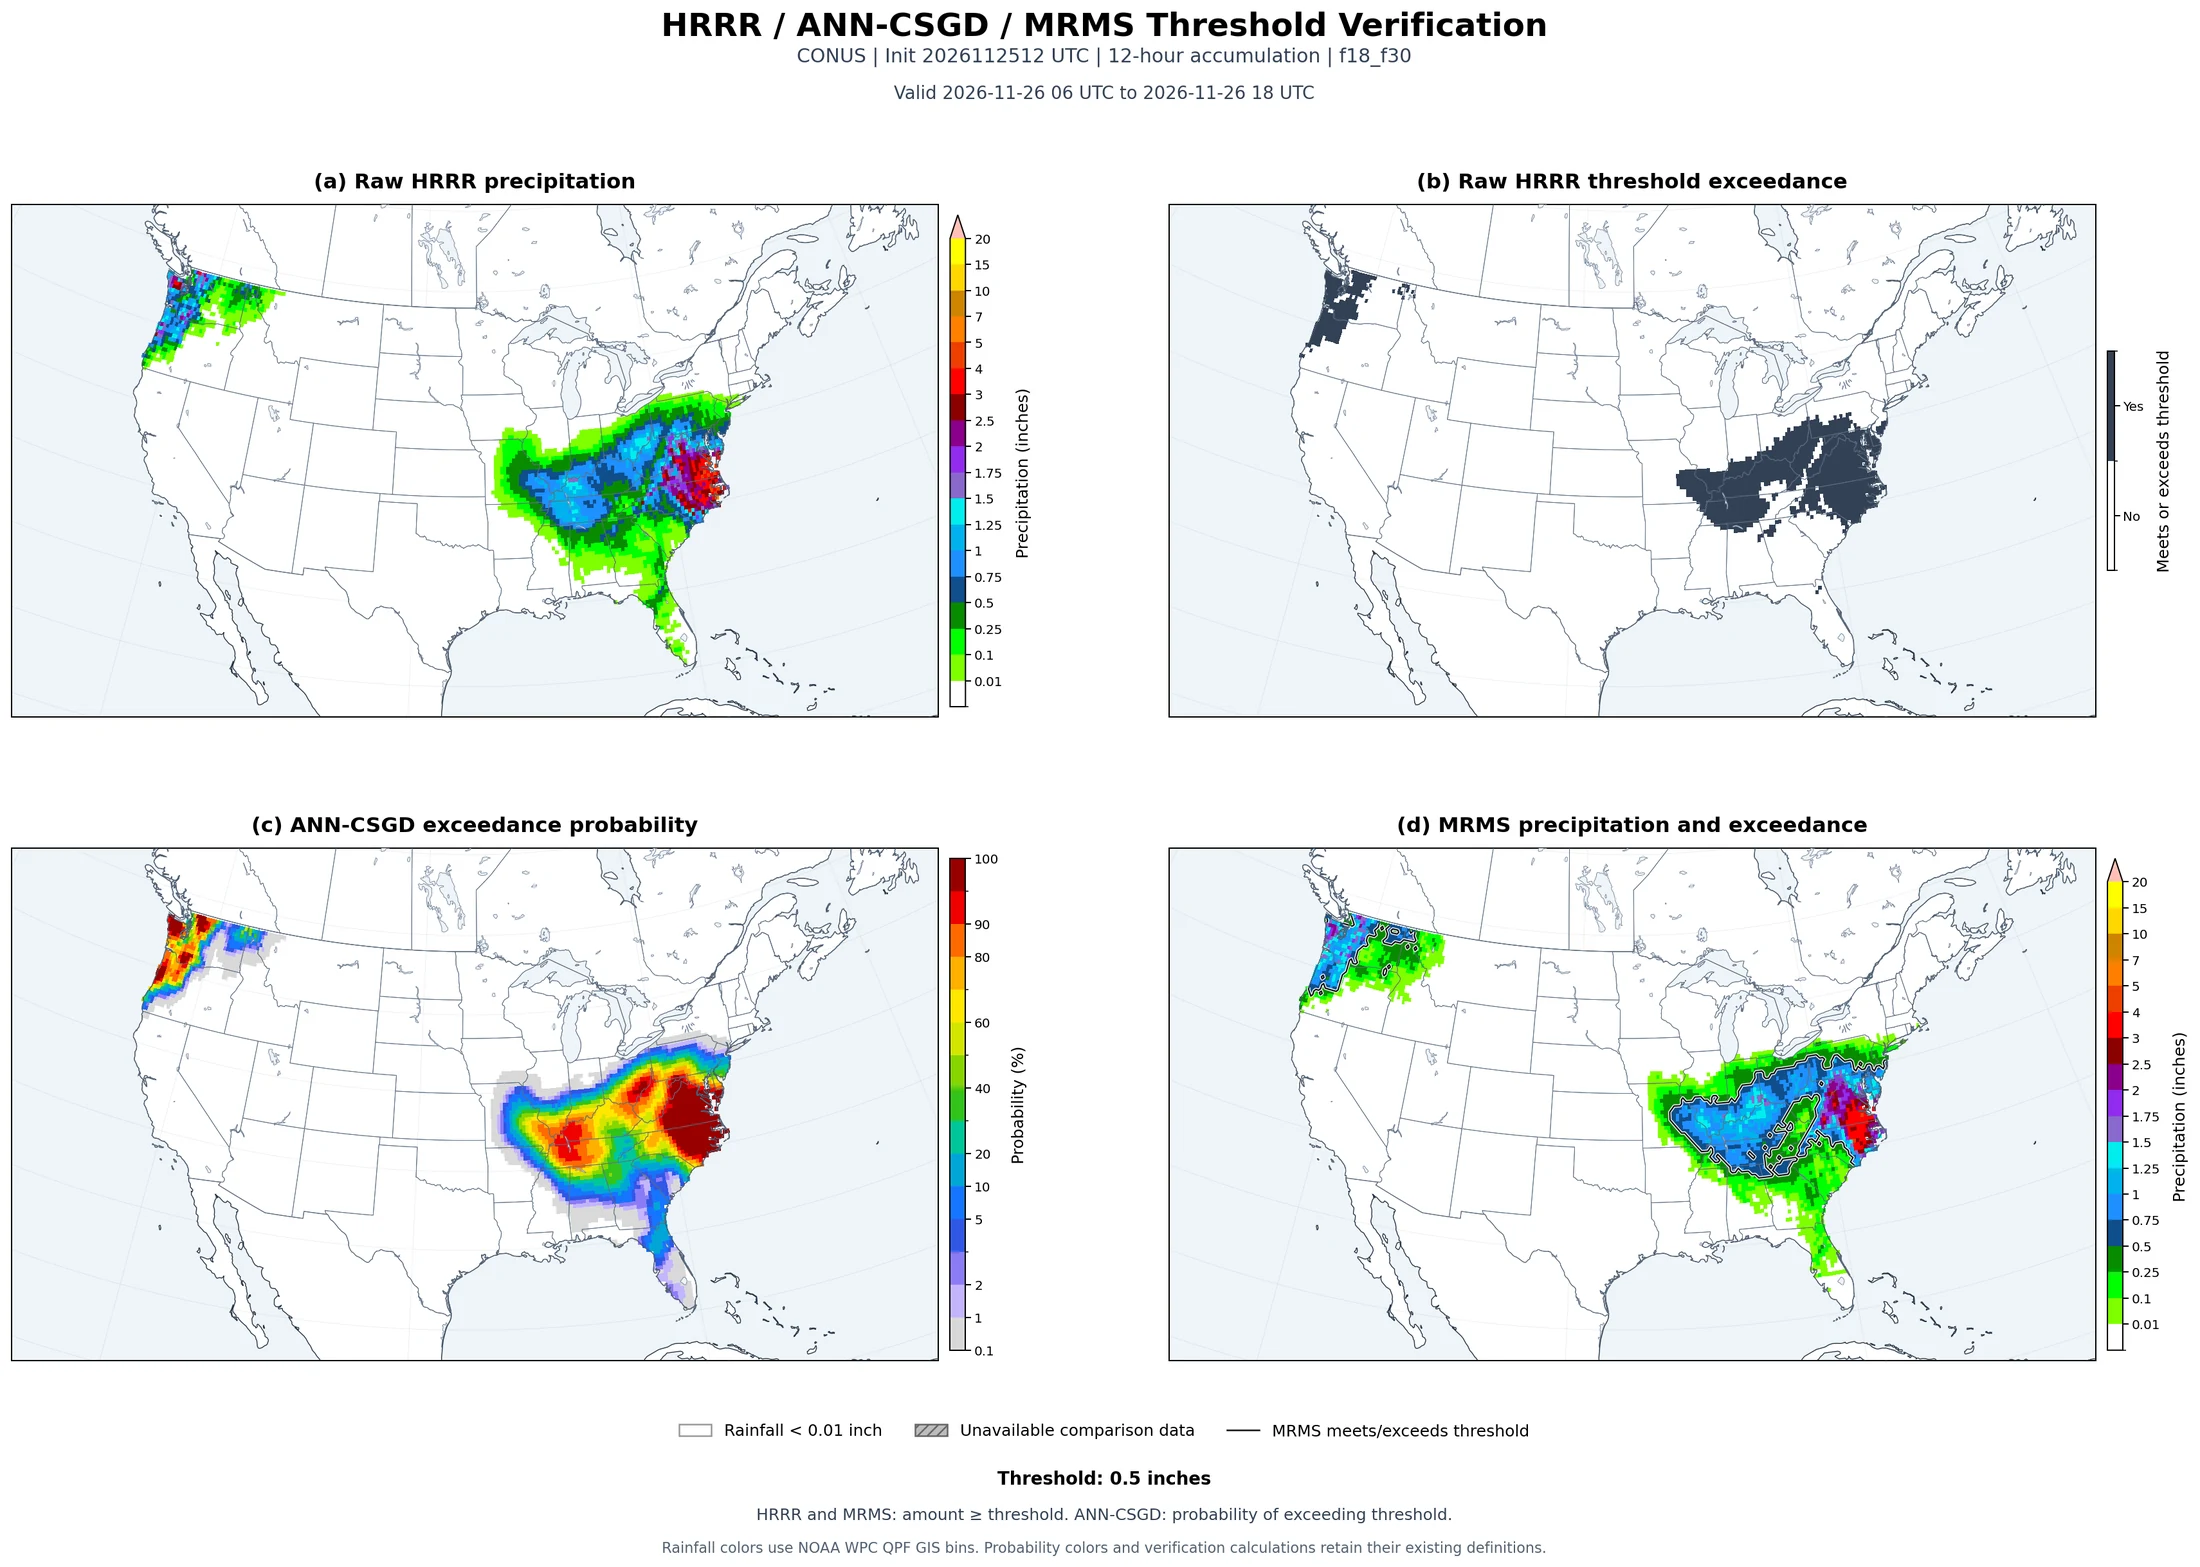 HRRR / ANN-CSGD / MRMS Threshold Verification
CONUS | Init 2026112512 UTC | 12-hour accumulation | f18_f30
Valid 2026-11-26 06 UTC to 2026-11-26 18 UTC
(a) Raw HRRR precipitation
20
15
10
7
5
4
3
2.5
2
1.75
1.5
1.25
1
0.75
0.5
0.25
0.1
0.01
Precipitation (inches)
(b) Raw HRRR threshold exceedance
Yes
No
Meets or exceeds threshold
(c) ANN-CSGD exceedance probability
100
90
80
60
40
20
10
5
2
1
0.1
Probability (%)
(d) MRMS precipitation and exceedance
20
15
10
7
5
4
3
2.5
2
1.75
1.5
1.25
1
0.75
0.5
0.25
0.1
0.01
Precipitation (inches)
Rainfall < 0.01 inch
Unavailable comparison data
MRMS meets/exceeds threshold
Threshold: 0.5 inches
HRRR and MRMS: amount ≥ threshold. ANN-CSGD: probability of exceeding threshold.
Rainfall colors use NOAA WPC QPF GIS bins. Probability colors and verification calculations retain their existing definitions.